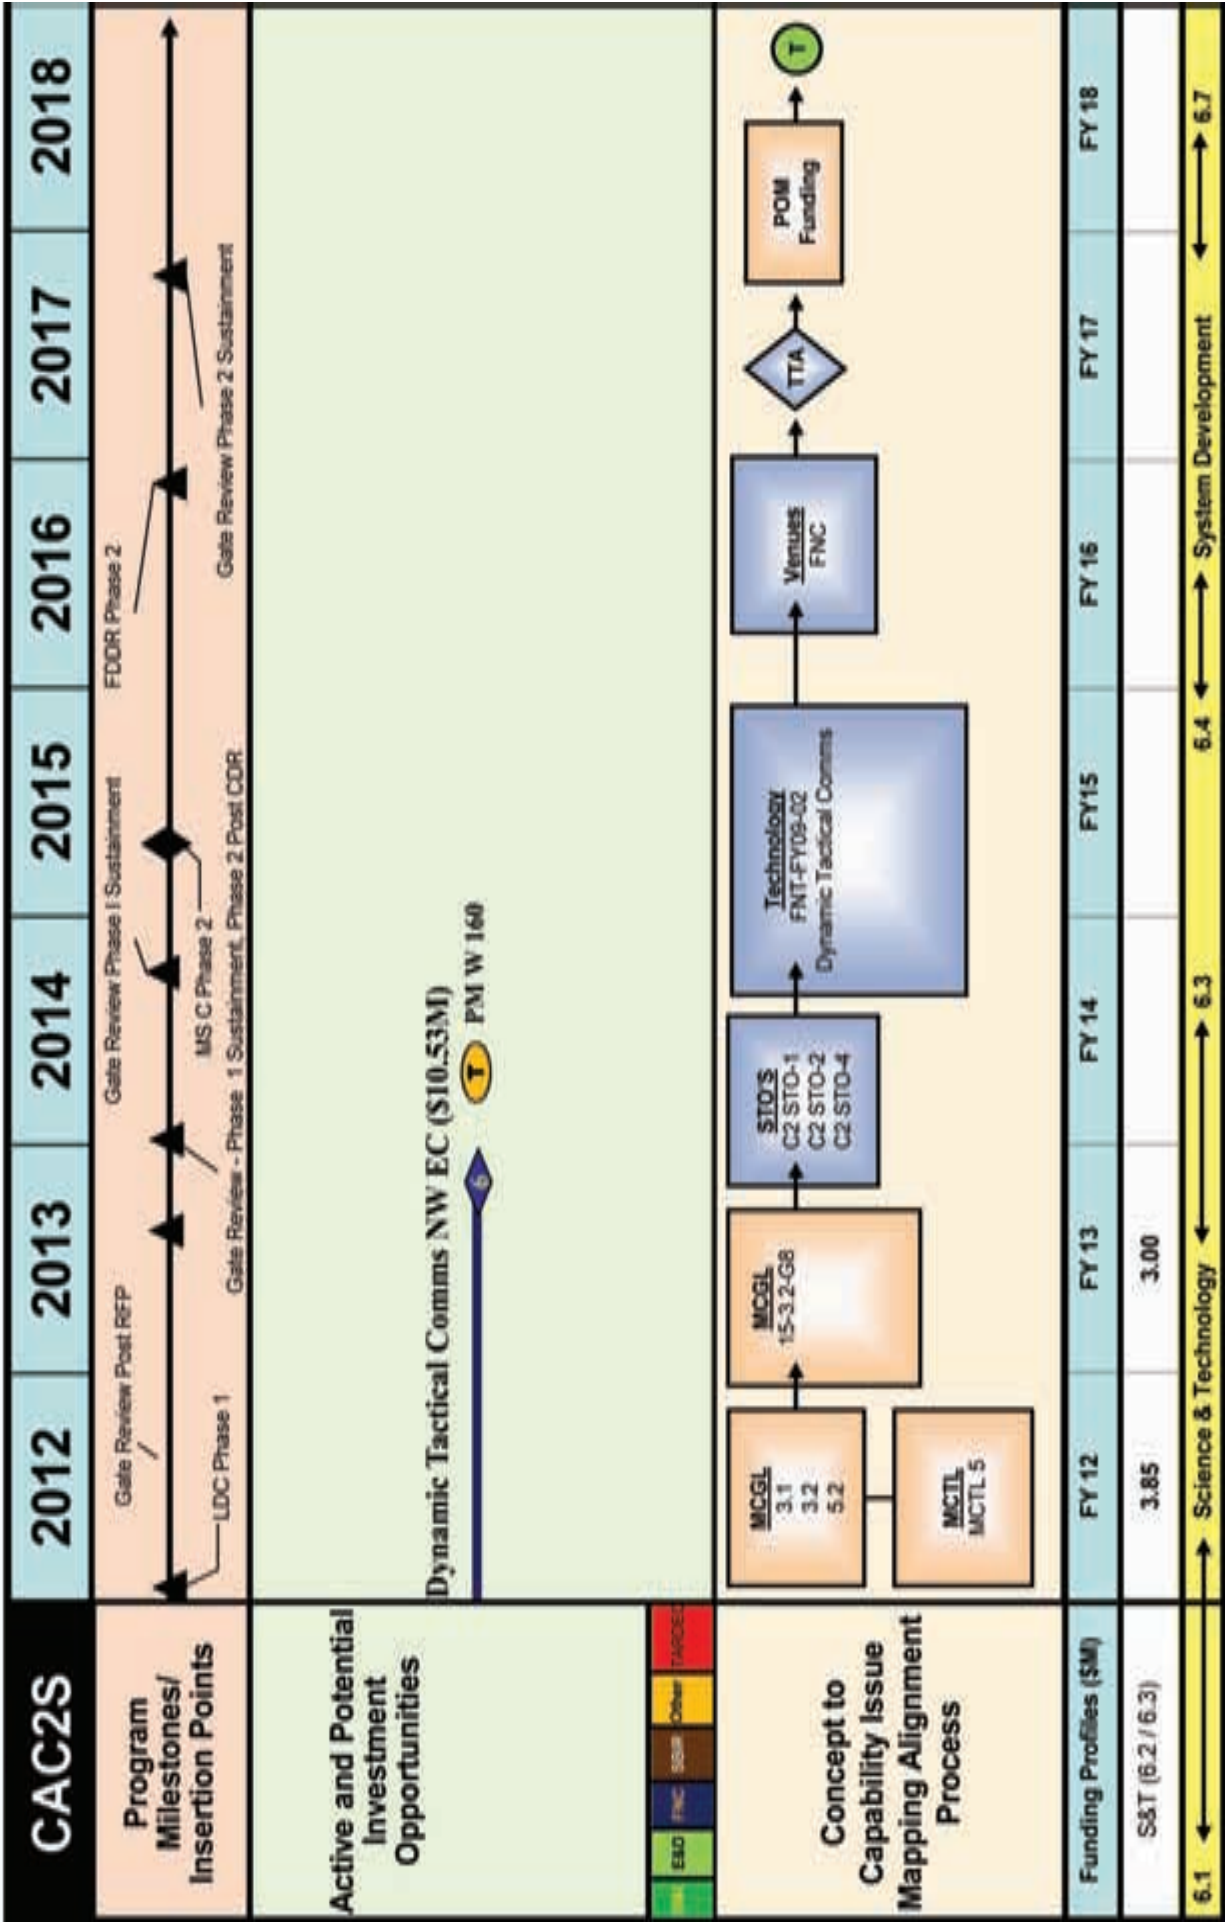 CAC2S
2012
2013
2014
2015
2016
2017
2018
Program
Milestones/
Insertion Points
Gate Review Post RFP
LDC Phase 1
Gate Review Phase I Sustainment
MS C Phase 2
Gate Review - Phase 1 Sustainment, Phase 2 Post CDR
FDDR Phase 2
Gate Review Phase 2 Sustainment
Active and Potential
Investment
Opportunities
Dynamic Tactical Comms NW EC ($10.53M)
6
T
PM W 160
E&D
FNC
SBIR
Other
TARDEC
Concept to
Capability Issue
Mapping Alignment
Process
MCGL
3.1
3.2
5.2
MCTL
MCTL 5
MCGL
15-3.2-G8
STO'S
C2 STO-1
C2 STO-2
C2 STO-4
Technology
FNT-FY09-02
Dynamic Tactical Comms
Venues
FNC
TTA
POM
Funding
T
Funding Profiles ($M)
FY 12
FY 13
FY 14
FY15
FY 16
FY 17
FY 18
S&T (6.2 / 6.3)
3.85
3.00
6.1
Science & Technology
6.3
6.4
System Development
6.7